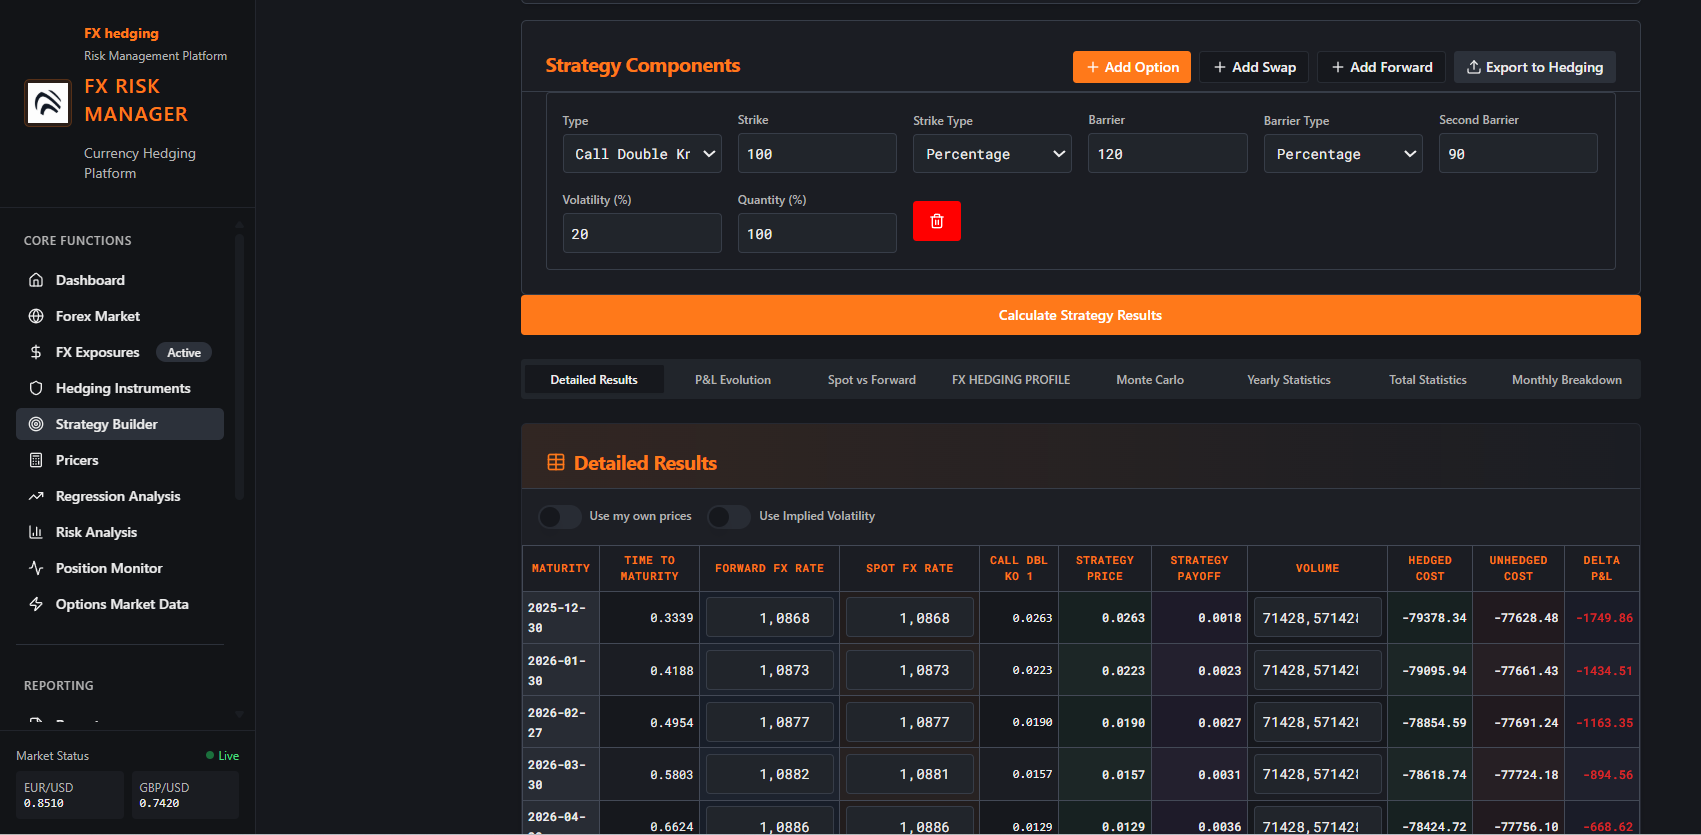 FX hedging
Risk Management Platform
FX RISK
MANAGER
Currency Hedging
Platform
CORE FUNCTIONS
Dashboard
Forex Market
FX Exposures Active
Hedging Instruments
Strategy Builder
Pricers
Regression Analysis
Risk Analysis
Position Monitor
Options Market Data
REPORTING
Market Status Live
EUR/USD GBP/USD
0.8510 0.7420
Strategy Components
Add Option Add Swap Add Forward Export to Hedging
Type Strike Strike Type Barrier Barrier Type Second Barrier
Call Double Kr 100 Percentage 120 Percentage 90
Volatility (%) Quantity (%)
20 100
Calculate Strategy Results
Detailed Results P&L Evolution Spot vs Forward FX HEDGING PROFILE Monte Carlo Yearly Statistics Total Statistics Monthly Breakdown
Detailed Results
Use my own prices Use Implied Volatility
MATURITY TIME TO MATURITY FORWARD FX RATE SPOT FX RATE CALL DBL KO 1 STRATEGY PRICE STRATEGY PAYOFF VOLUME HEDGED COST UNHEDGED COST DELTA P&L
2025-12-30 0.3339 1,0868 1,0868 0.0263 0.0263 0.0018 71428,57142 -79378.34 -77628.48 -1749.86
2026-01-30 0.4188 1,0873 1,0873 0.0223 0.0223 0.0023 71428,57142 -79095.94 -77661.43 -1434.51
2026-02-27 0.4954 1,0877 1,0877 0.0190 0.0190 0.0027 71428,57142 -78854.59 -77691.24 -1163.35
2026-03-30 0.5803 1,0882 1,0881 0.0157 0.0157 0.0031 71428,57142 -78618.74 -77724.18 -894.56
2026-04- 0.6624 1,0886 1,0886 0.0129 0.0129 0.0036 71428,57142 -78424.72 -77756.10 -668.62